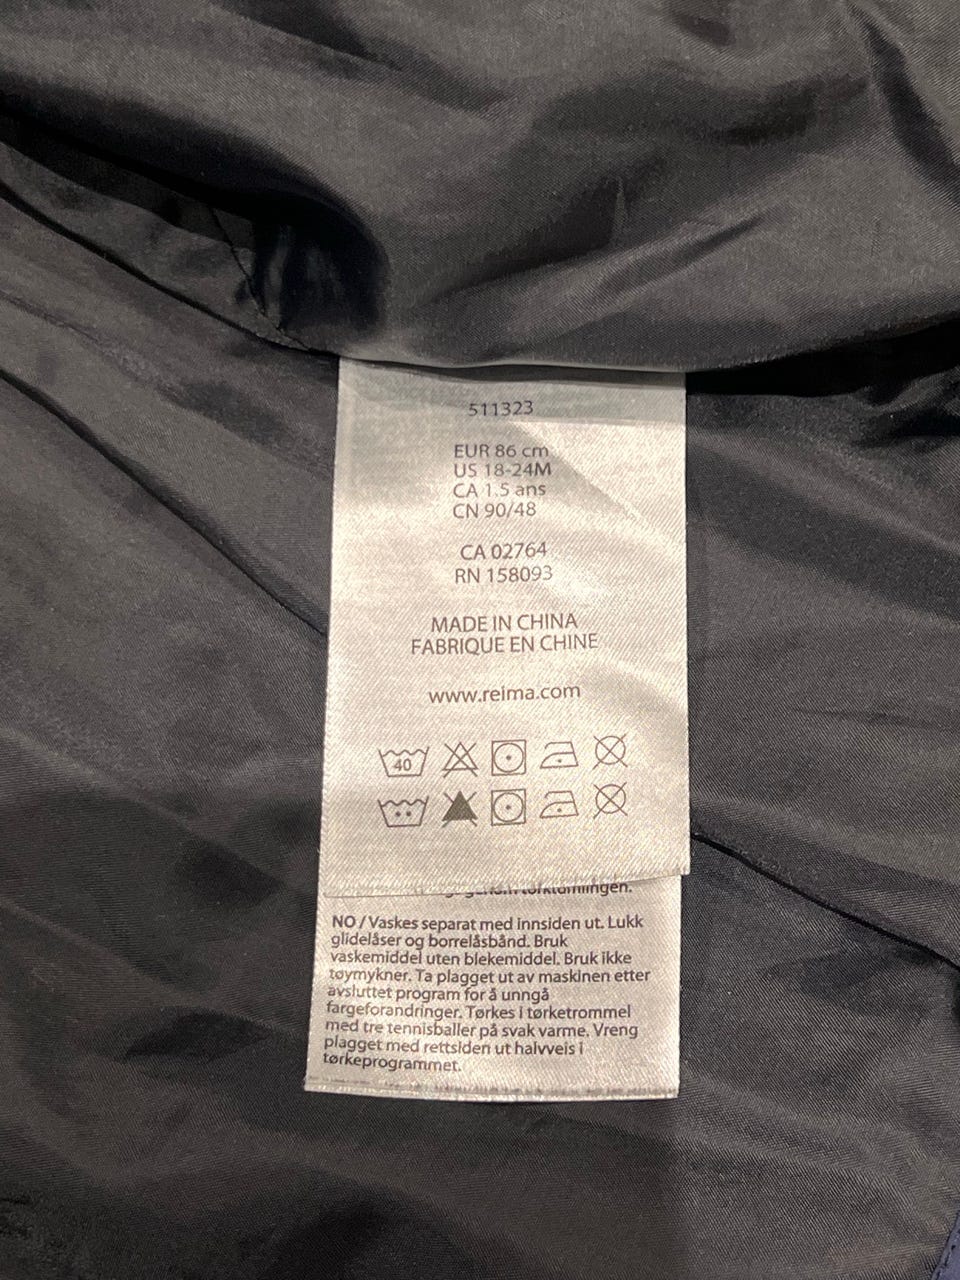 511323
EUR 86 cm
US 18-24M
CA 1.5 ans
CN 90/48
CA 02764
RN 158093
MADE IN CHINA
FABRIQUE EN CHINE
www.reima.com
40
NO / Vaskes separat med innsiden ut. Lukk
glidelåser og borrelåsbånd. Bruk
vaskemiddel uten blekemiddel. Bruk ikke
tøymykner. Ta plagget ut av maskinen etter
avsluttet program for å unngå
fargeforandringer. Tørkes i tørketrommel
med tre tennisballer på svak varme. Vreng
plagget med rettsiden ut halvveis i
tørkeprogrammet.